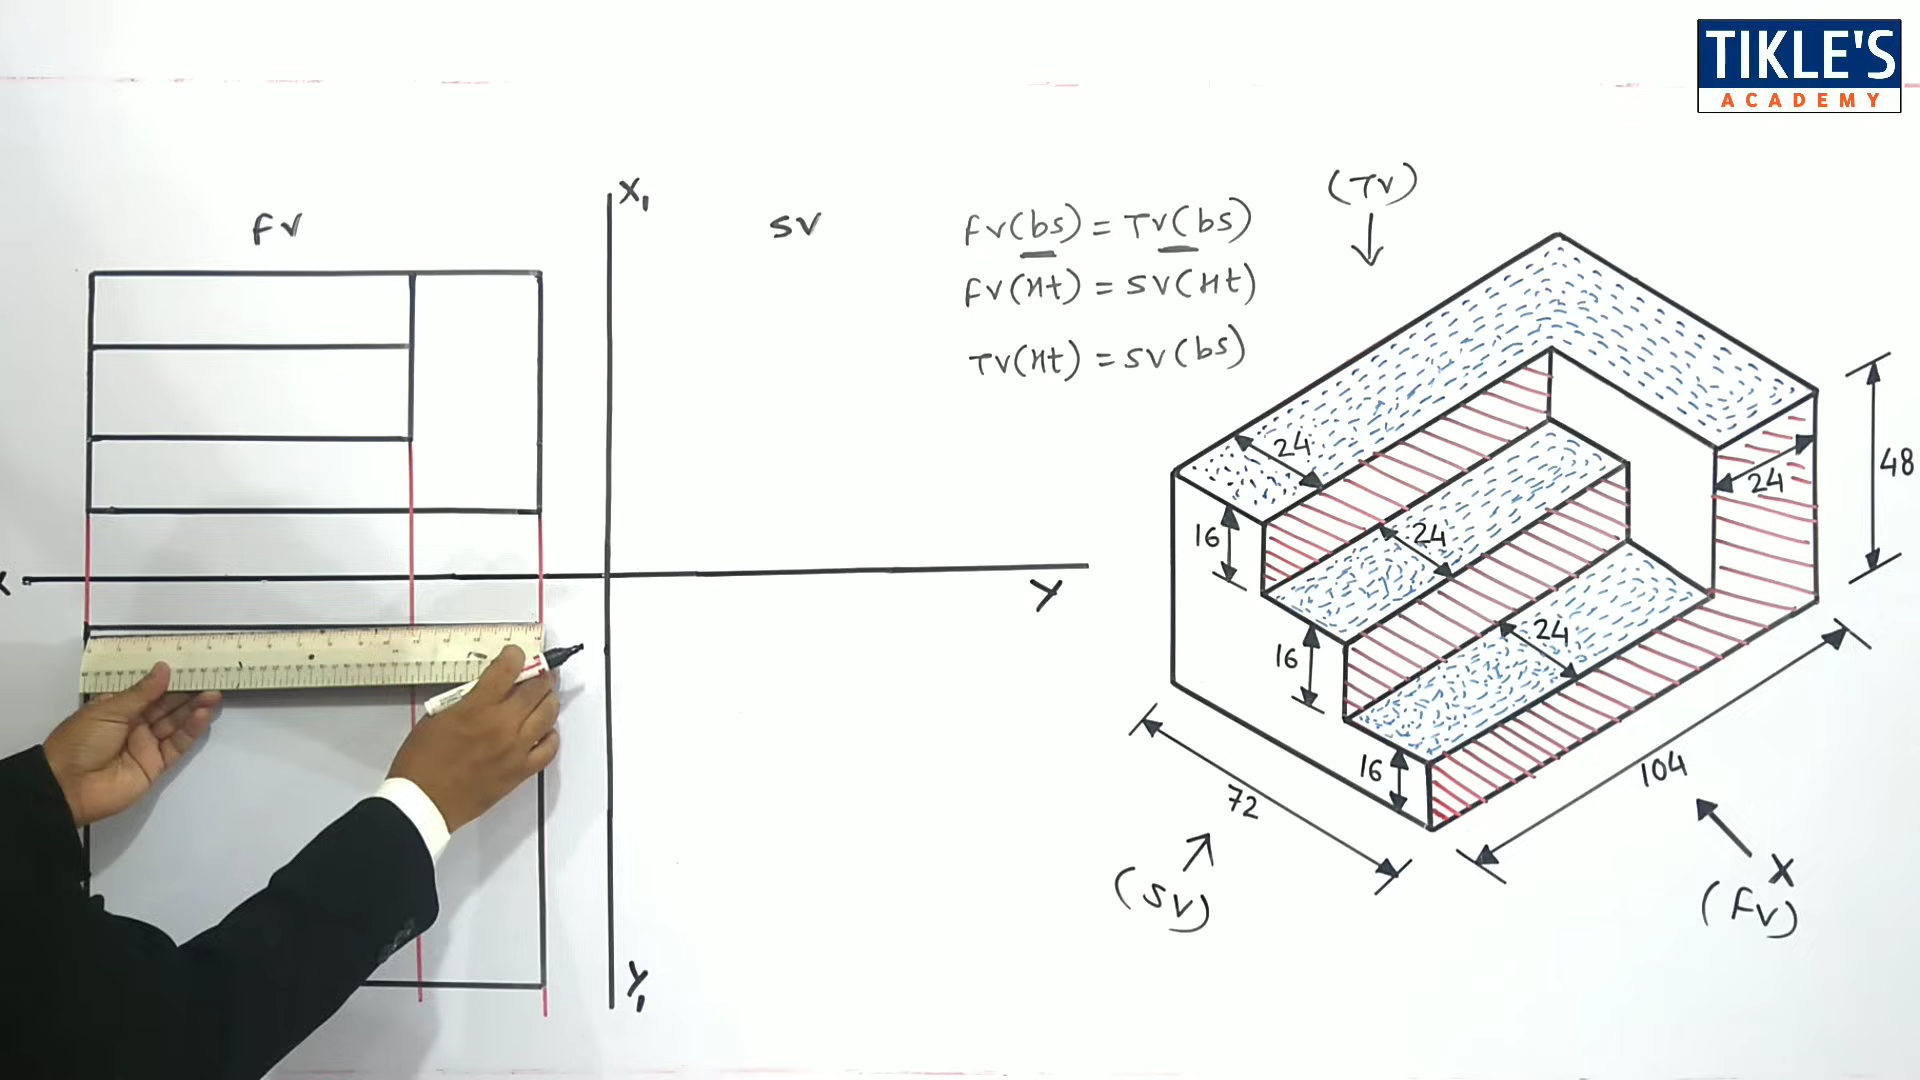 TIKLE'S
ACADEMY
FV
X1
SV
FV(bs) = TV(bs)
FV(Ht) = SV(Ht)
TV(Ht) = SV(bs)
(TV)
24
16
24
24
48
16
24
16
72
104
X
Y
Y1
(SV)
X
(FV)